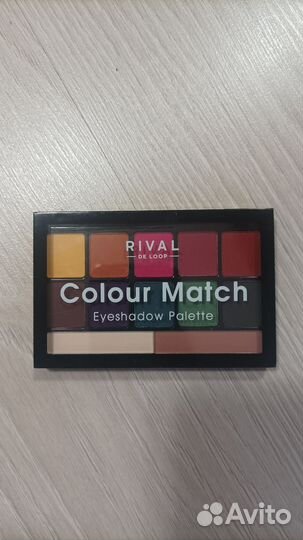 RIVAL
DE LOOP
Colour Match
Eyeshadow Palette
Avito